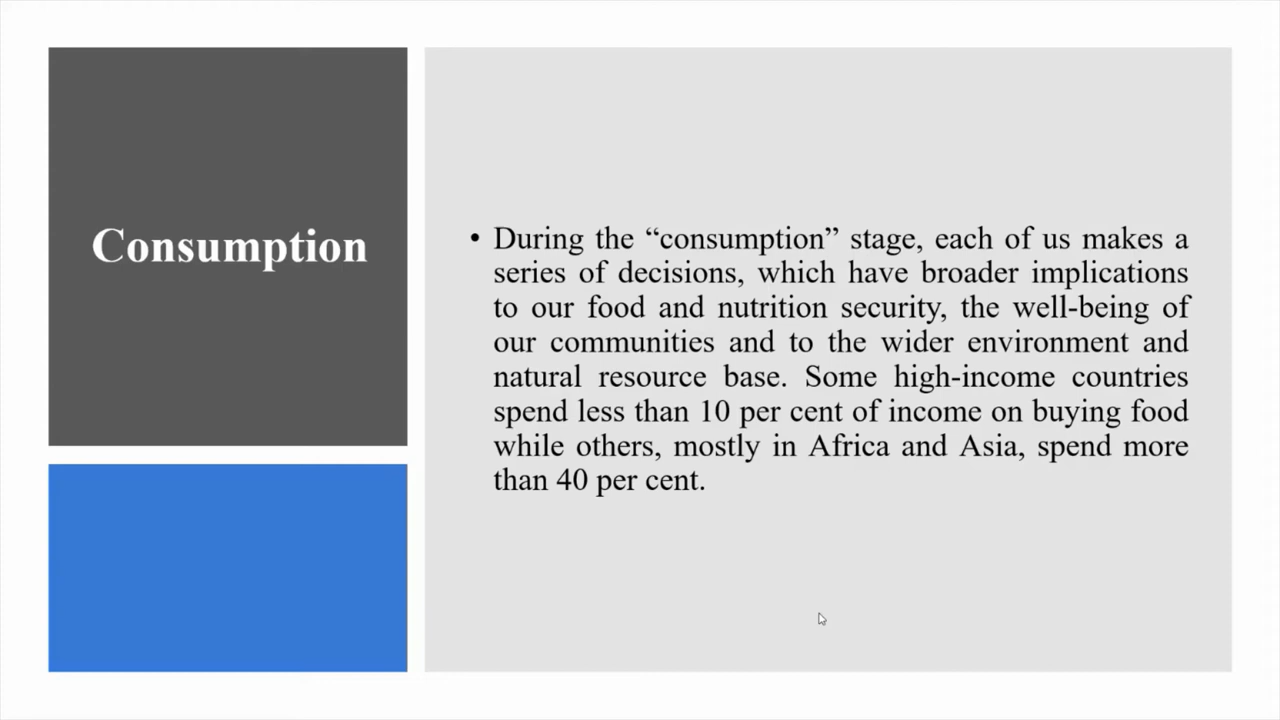 Consumption
• During the “consumption” stage, each of us makes a
series of decisions, which have broader implications
to our food and nutrition security, the well-being of
our communities and to the wider environment and
natural resource base. Some high-income countries
spend less than 10 per cent of income on buying food
while others, mostly in Africa and Asia, spend more
than 40 per cent.